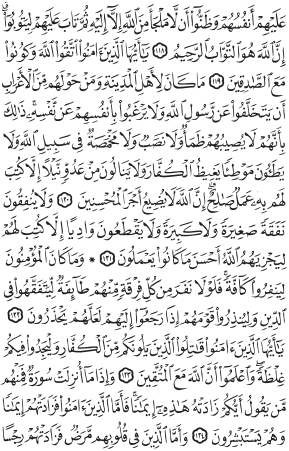 عَلَيْهِمْ أَنفُسُهُمْ وَظَنُّوٓا۟ أَن لَّا مَلْجَأَ مِنَ ٱللَّهِ إِلَّآ إِلَيْهِ ثُمَّ تَابَ عَلَيْهِمْ لِيَتُوبُوٓا۟ۚ
إِنَّ ٱللَّهَ هُوَ ٱلتَّوَّابُ ٱلرَّحِيمُ ١١٨ يَـٰٓأَيُّهَا ٱلَّذِينَ ءَامَنُوا۟ ٱتَّقُوا۟ ٱللَّهَ وَكُونُوا۟
مَعَ ٱلصَّـٰدِقِينَ ١١٩ مَا كَانَ لِأَهْلِ ٱلْمَدِينَةِ وَمَنْ حَوْلَهُم مِّنَ ٱلْأَعْرَابِ
أَن يَتَخَلَّفُوا۟ عَن رَّسُولِ ٱللَّهِ وَلَا يَرْغَبُوا۟ بِأَنفُسِهِمْ عَن نَّفْسِهِۦۚ ذَٰلِكَ
بِأَنَّهُمْ لَا يُصِيبُهُمْ ظَمَأٌ وَلَا نَصَبٌ وَلَا مَخْمَصَةٌ فِى سَبِيلِ ٱللَّهِ وَلَا
يَطَـُٔونَ مَوْطِئًا يَغِيظُ ٱلْكُفَّارَ وَلَا يَنَالُونَ مِنْ عَدُوٍّ نَّيْلًا إِلَّا كُتِبَ
لَهُم بِهِۦ عَمَلٌ صَـٰلِحٌۚ إِنَّ ٱللَّهَ لَا يُضِيعُ أَجْرَ ٱلْمُحْسِنِينَ ١٢٠ وَلَا يُنفِقُونَ
نَفَقَةً صَغِيرَةً وَلَا كَبِيرَةً وَلَا يَقْطَعُونَ وَادِيًا إِلَّا كُتِبَ لَهُمْ
لِيَجْزِيَهُمُ ٱللَّهُ أَحْسَنَ مَا كَانُوا۟ يَعْمَلُونَ ١٢١ ۞ وَمَا كَانَ ٱلْمُؤْمِنُونَ
لِيَنفِرُوا۟ كَآفَّةًۚ فَلَوْلَا نَفَرَ مِن كُلِّ فِرْقَةٍ مِّنْهُمْ طَآئِفَةٌ لِّيَتَفَقَّهُوا۟ فِى
ٱلدِّينِ وَلِيُنذِرُوا۟ قَوْمَهُمْ إِذَا رَجَعُوٓا۟ إِلَيْهِمْ لَعَلَّهُمْ يَحْذَرُونَ ١٢٢
يَـٰٓأَيُّهَا ٱلَّذِينَ ءَامَنُوا۟ قَـٰتِلُوا۟ ٱلَّذِينَ يَلُونَكُم مِّنَ ٱلْكُفَّارِ وَلْيَجِدُوا۟ فِيكُمْ
غِلْظَةًۚ وَٱعْلَمُوٓا۟ أَنَّ ٱللَّهَ مَعَ ٱلْمُتَّقِينَ ١٢٣ وَإِذَا مَآ أُنزِلَتْ سُورَةٌ فَمِنْهُم
مَّن يَقُولُ أَيُّكُمْ زَادَتْهُ هَـٰذِهِۦٓ إِيمَـٰنًاۚ فَأَمَّا ٱلَّذِينَ ءَامَنُوا۟ فَزَادَتْهُمْ إِيمَـٰنًا
وَهُمْ يَسْتَبْشِرُونَ ١٢٤ وَأَمَّا ٱلَّذِينَ فِى قُلُوبِهِم مَّرَضٌ فَزَادَتْهُمْ رِجْسًا